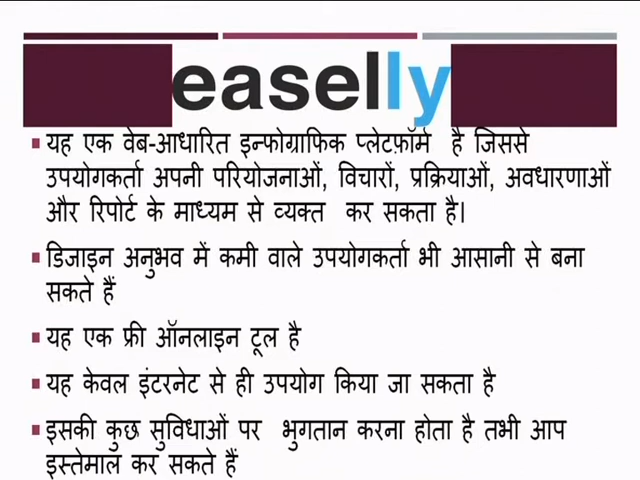 easelly
यह एक वेब-आधारित इन्फोग्राफिक प्लेटफ़ॉर्म है जिससे
उपयोगकर्ता अपनी परियोजनाओं, विचारों, प्रक्रियाओं, अवधारणाओं
और रिपोर्ट के माध्यम से व्यक्त कर सकता है।
डिजाइन अनुभव में कमी वाले उपयोगकर्ता भी आसानी से बना
सकते हैं
यह एक फ्री ऑनलाइन टूल है
यह केवल इंटरनेट से ही उपयोग किया जा सकता है
इसकी कुछ सुविधाओं पर भुगतान करना होता है तभी आप
इस्तेमाल कर सकते हैं